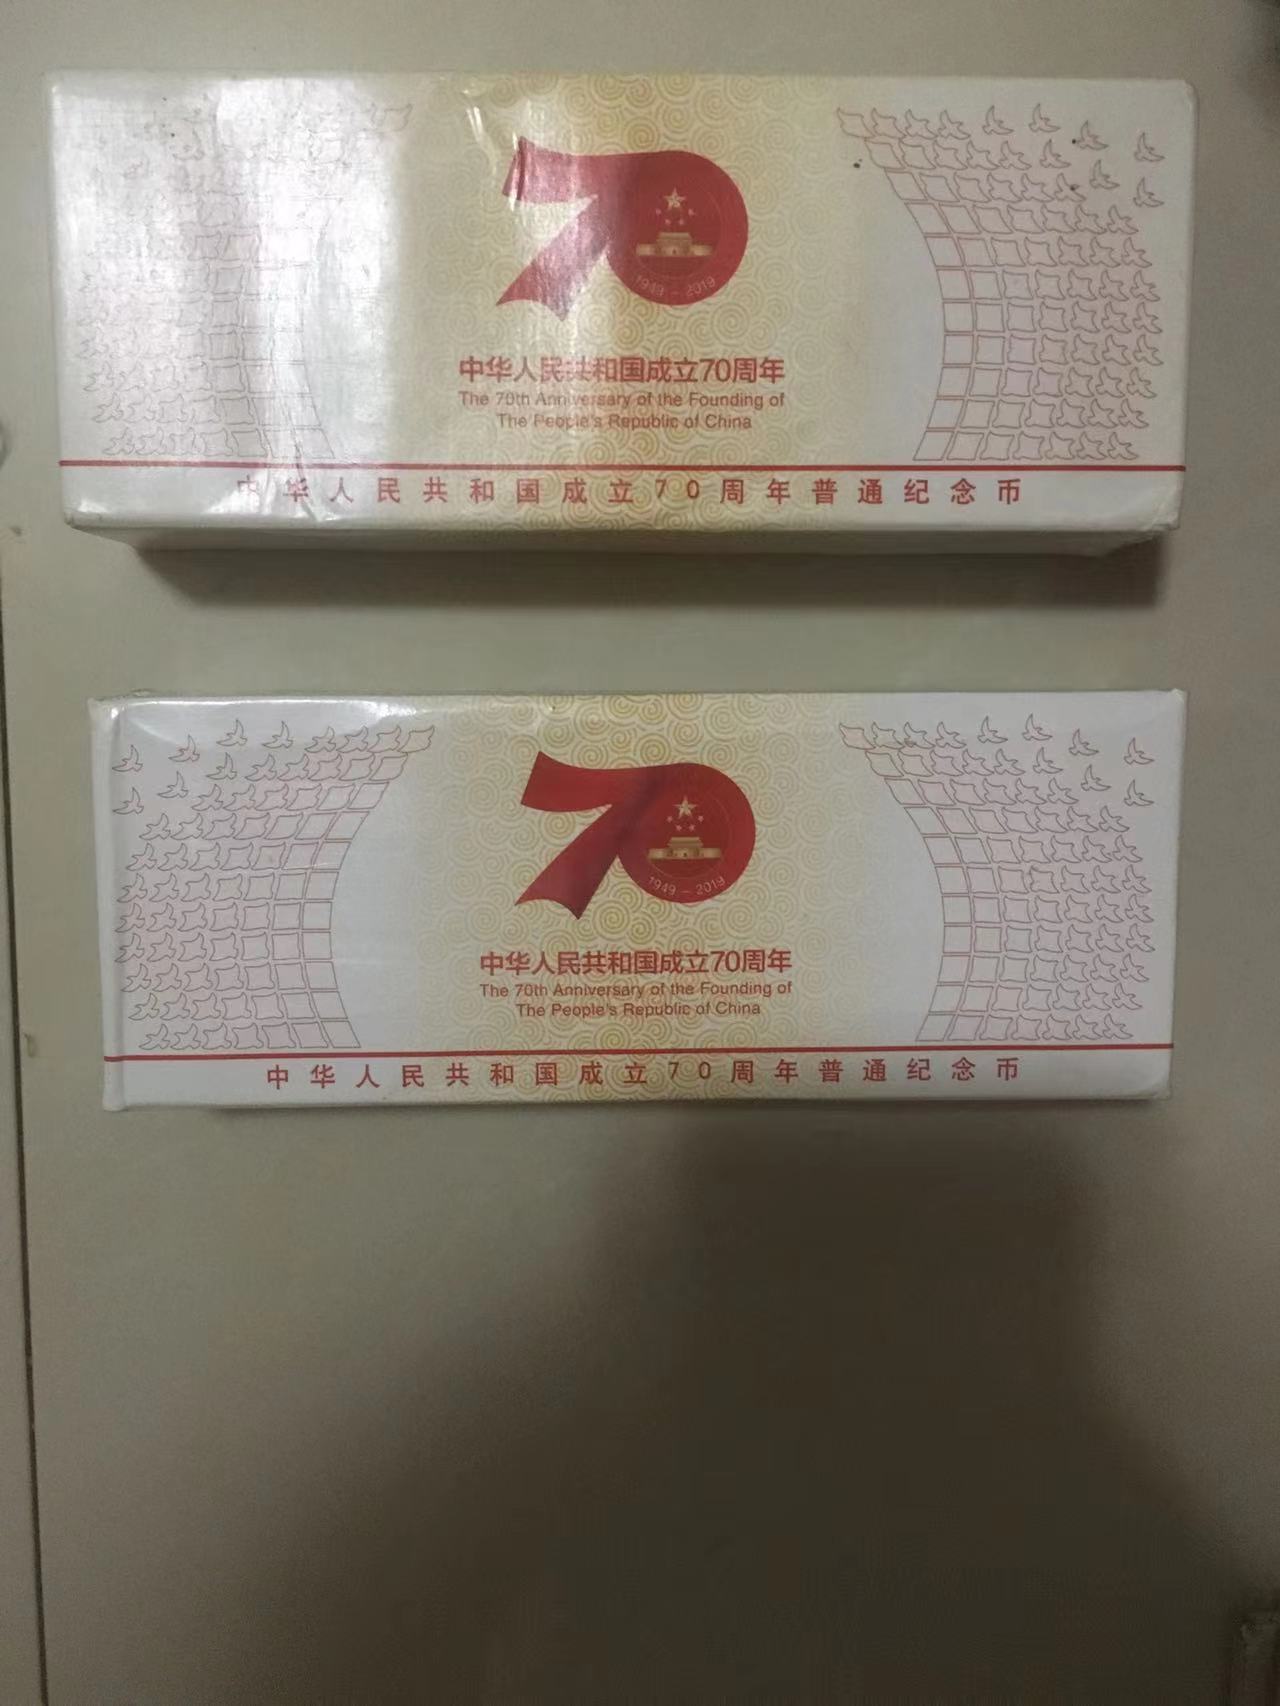 70
1949-2019
中华人民共和国成立70周年
The 70th Anniversary of the Founding of
The People's Republic of China
中华人民共和国成立70周年普通纪念币
70
1949-2019
中华人民共和国成立70周年
The 70th Anniversary of the Founding of
The People's Republic of China
中华人民共和国成立70周年普通纪念币